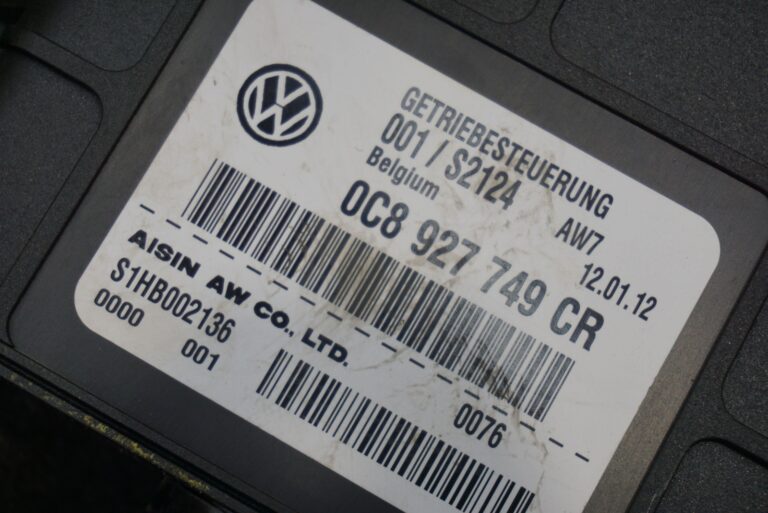 GETRIEBESTEUERUNG
001 / S2124 AW7
Belgium 12.01.12
0C8 927 749 CR
AISIN AW CO., LTD.
S1HB002136
0000 001 0076